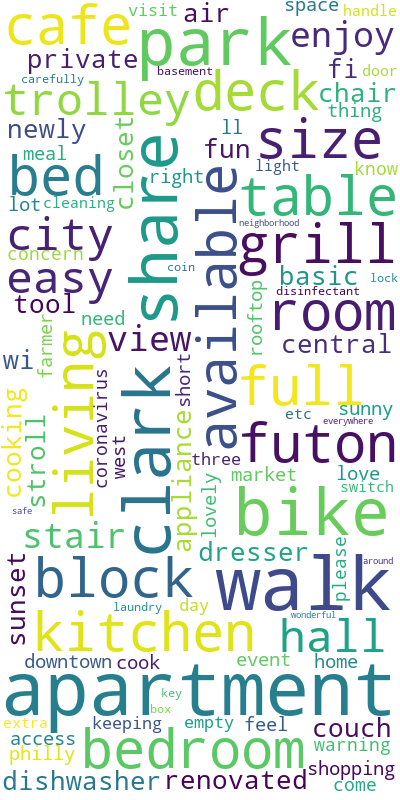 visit
air
space
handle
cafe
park
enjoy
private
carefully
basement
fi
door
trolley
deck
chair
thing
newly
closet
ll
fun
size
meal
bed
share
right
light
know
lot
cleaning
available
table
neighborhood
city
concern
grill
easy
coin
basic
lock
disinfectant
tool
need
view
rooftop
room
central
farmer
living
coronavirus
clark
short
wi
full
etc
sunny
everywhere
cooking
stroll
west
appliance
three
futon
safe
lovely
market
love
switch
stair
bike
dresser
please
sunset
block
walk
around
laundry
day
wonderful
kitchen
hall
downtown
cook
event
home
apartment
key
box
extra
keeping
empty
feel
couch
access
warning
philly
bedroom
shopping
dishwasher
renovated
come